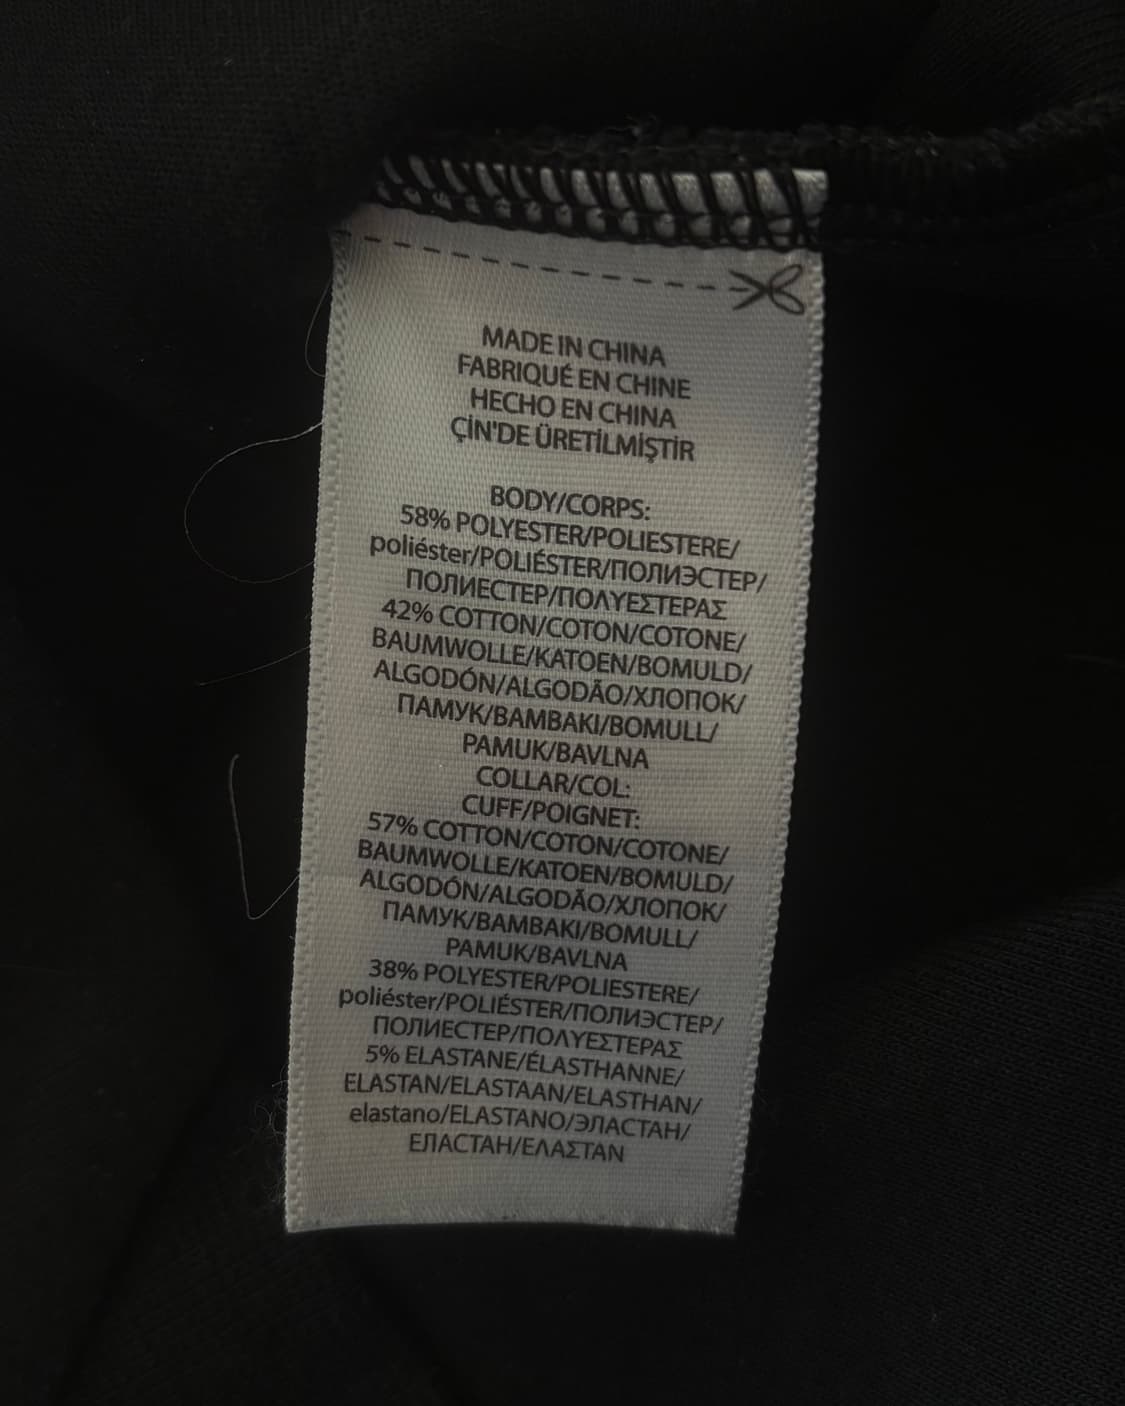 MADE IN CHINA
FABRIQUÉ EN CHINE
HECHO EN CHINA
ÇİN'DE ÜRETİLMİŞTİR
BODY/CORPS:
58% POLYESTER/POLIESTERE/
poliéster/POLIÉSTER/ПОЛИЭСТЕР/
ПОЛИЕСТЕР/ΠΟΛΥΕΣΤΕΡΑΣ
42% COTTON/COTON/COTONE/
BAUMWOLLE/KATOEN/BOMULD/
ALGODÓN/ALGODÃO/ХЛОПОК/
ПАМУК/BAMBAKI/BOMULL/
PAMUK/BAVLNA
COLLAR/COL:
CUFF/POIGNET:
57% COTTON/COTON/COTONE/
BAUMWOLLE/KATOEN/BOMULD/
ALGODÓN/ALGODÃO/ХЛОПОК/
ПАМУК/BAMBAKI/BOMULL/
PAMUK/BAVLNA
38% POLYESTER/POLIESTERE/
poliéster/POLIÉSTER/ПОЛИЭСТЕР/
ПОЛИЕСТЕР/ΠΟΛΥΕΣΤΕΡΑΣ
5% ELASTANE/ÉLASTHANNE/
ELASTAN/ELASTAAN/ELASTHAN/
elastano/ELASTANO/ЭЛАСТАН/
ЕЛАСТАН/ΕΛΑΣΤΑΝ